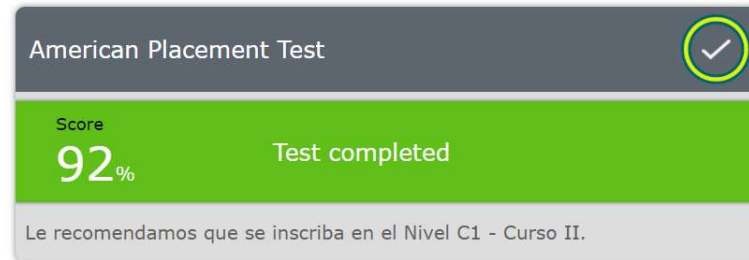 American Placement Test
Score
92%
Test completed
Le recomendamos que se inscriba en el Nivel C1 - Curso II.